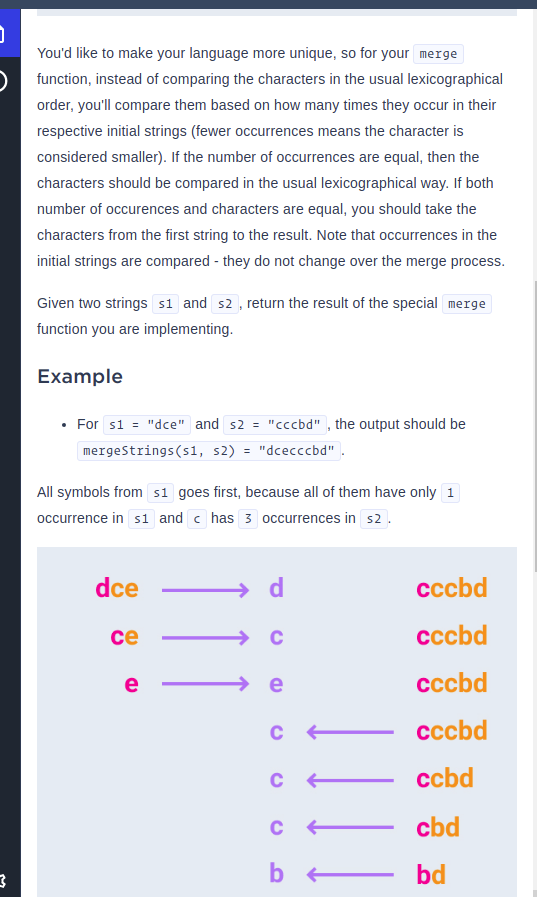 You'd like to make your language more unique, so for your merge
function, instead of comparing the characters in the usual lexicographical
order, you'll compare them based on how many times they occur in their
respective initial strings (fewer occurrences means the character is
considered smaller). If the number of occurrences are equal, then the
characters should be compared in the usual lexicographical way. If both
number of occurences and characters are equal, you should take the
characters from the first string to the result. Note that occurrences in the
initial strings are compared - they do not change over the merge process.
Given two strings s1 and s2, return the result of the special merge
function you are implementing.
Example
• For s1 = "dce" and s2 = "cccbd", the output should be
mergeStrings(s1, s2) = "dcecccbd".
All symbols from s1 goes first, because all of them have only 1
occurrence in s1 and c has 3 occurrences in s2.
dce d cccbd
ce c cccbd
e e cccbd
c cccbd
c ccbd
c cbd
b bd